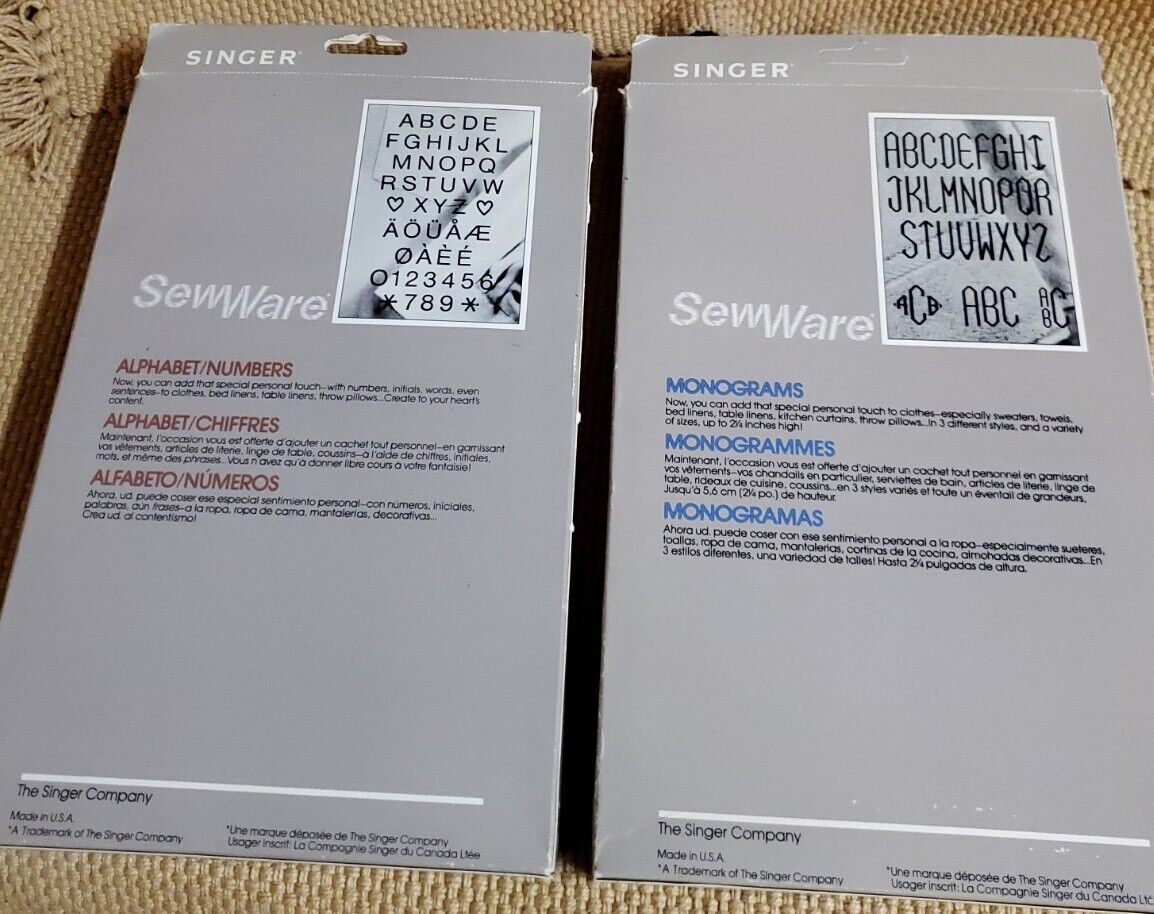 SINGER*
ABCDE
FGHIJKL
MNOPQ
RSTUVW
♡ XYZ ♡
ÄÖÜÅÆ
ØÀÈÉ
0123456
*789*
SewWare*
ALPHABET/NUMBERS
Now, you can add that special personal touch–with numbers, initials, words, even
sentences–to clothes, bed linens, table linens, throw pillows...Create to your heart's
content.
ALPHABET/CHIFFRES
Maintenant, l'occasion vous est offerte d'ajouter un cachet tout personnel–en garnissant
vos vêtements, articles de literie, linge de table, coussins–à l'aide de chiffres, initiales,
mots, et même des phrases.. Vous n'avez qu'à donner libre cours à votre fantaisie!
ALFABETO/NÚMEROS
Ahora, ud. puede coser ese especial sentimiento personal–con números, iniciales,
palabras, aún frases–a la ropa, ropa de cama, mantalerias, decorativas...
Crea ud. al contentismo!
The Singer Company
Made in U.S.A.
*A Trademark of The Singer Company
*Une marque déposée de The Singer Company
Usager inscrit: La Compagnie Singer du Canada Ltée
SINGER*
ABCDEFGHI
JKLMNOPQR
STUVWXYZ
ACB ABC ABC
SewWare*
MONOGRAMS
Now, you can add that special personal touch to clothes–especially sweaters, towels,
bed linens, table linens, kitchen curtains, throw pillows...In 3 different styles, and a variety
of sizes, up to 2¼ inches high!
MONOGRAMMES
Maintenant, l'occasion vous est offerte d'ajouter un cachet tout personnel en garnissant
vos vêtements–vos chandails en particulier, serviettes de bain, articles de literie, linge de
table, rideaux de cuisine, coussins...en 3 styles variés et toute un éventail de grandeurs.
Jusqu'à 5,6 cm (2¼ po.) de hauteur.
MONOGRAMAS
Ahora ud. puede coser con ese sentimiento personal a la ropa–especialmente sueteres,
toallas, ropa de cama, mantalerias, cortinas de la cocina, almohadas decorativas...En
3 estilos diferentes, una variedad de talles! Hasta 2¼ pulgadas de altura.
The Singer Company
Made in U.S.A.
*A Trademark of The Singer Company
*Une marque déposée de The Singer Company
Usager inscrit: La Compagnie Singer du Canada Lt